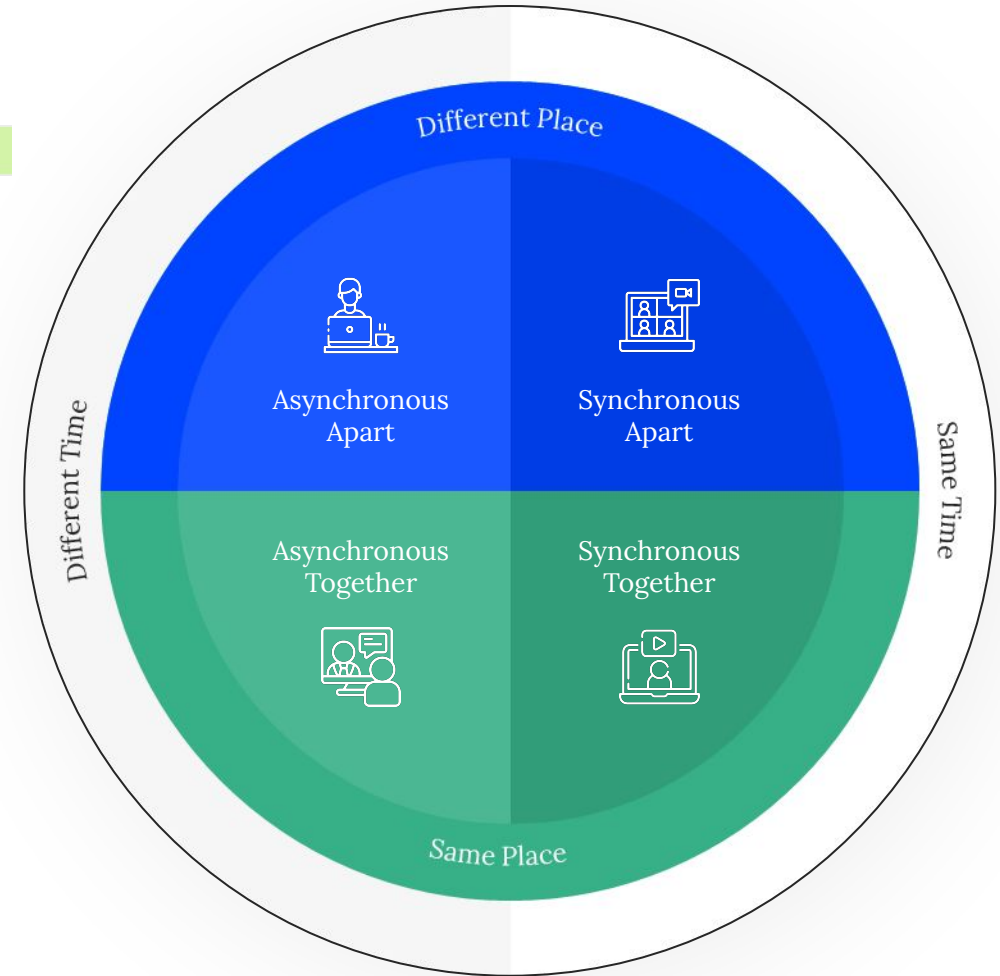 Different Place
Asynchronous
Apart
Synchronous
Apart
Different Time
Same Time
Asynchronous
Together
Synchronous
Together
Same Place